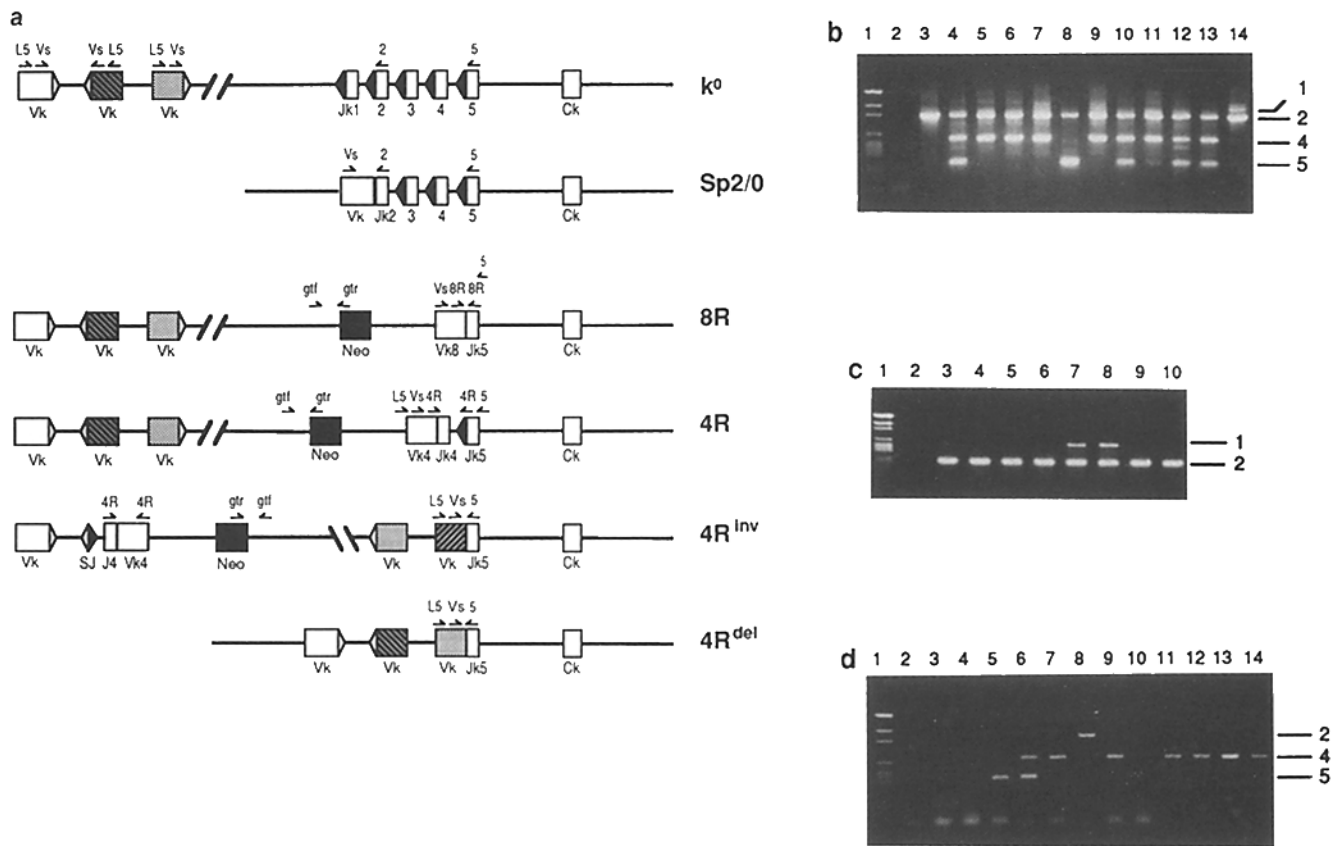 a
L5 Vs Vs L5 L5 Vs 2 5
Vk Vk Vk Jk1 2 3 4 5 Ck
k⁰
Vs 2 5
Vk Jk2 3 4 5 Ck
Sp2/0
5
gtf gtr Vs 8R 8R
Vk Vk Vk Neo Vk8 Jk5 Ck
8R
gtf gtr L5 Vs 4R 4R 5
Vk Vk Vk Neo Vk4 Jk4 Jk5 Ck
4R
4R 4R gtr gtf L5 Vs 5
Vk SJ J4 Vk4 Neo Vk Vk Jk5 Ck
4R inv
L5 Vs 5
Vk Vk Vk Jk5 Ck
4R del
b
1 2 3 4 5 6 7 8 9 10 11 12 13 14
1
2
4
5
c
1 2 3 4 5 6 7 8 9 10
1
2
d
1 2 3 4 5 6 7 8 9 10 11 12 13 14
2
4
5